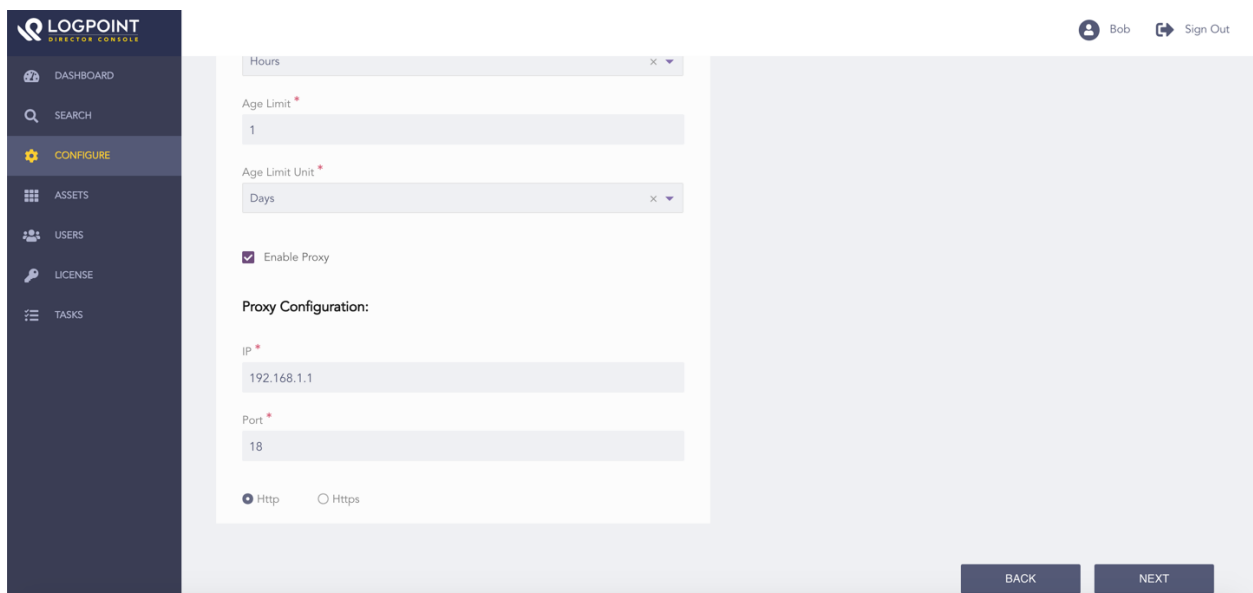 LOGPOINT
DIRECTOR CONSOLE
Bob
Sign Out
DASHBOARD
SEARCH
CONFIGURE
ASSETS
USERS
LICENSE
TASKS
Hours
Age Limit *
1
Age Limit Unit *
Days
Enable Proxy
Proxy Configuration:
IP *
192.168.1.1
Port *
18
Http Https
BACK NEXT